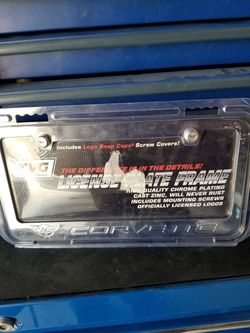 Includes Logo Snap Caps Screw Covers!
VG
THE DIFFERENCE IS IN THE DETAILS!
LICENSE PLATE FRAME
QUALITY CHROME PLATING
CAST ZINC, WILL NEVER RUST
INCLUDES MOUNTING SCREWS
OFFICIALLY LICENSED LOGOS
CORVETTE